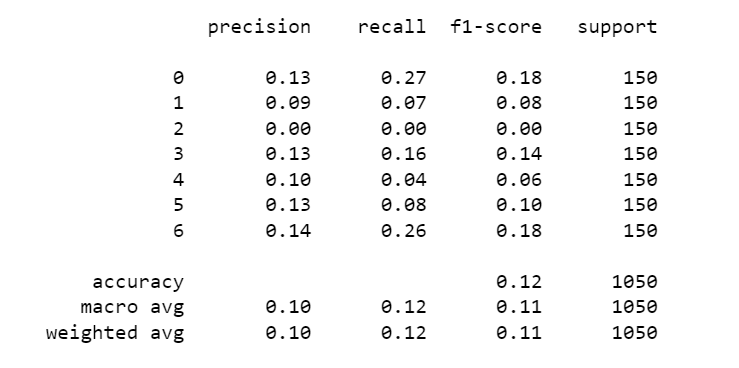 precision recall f1-score support
0 0.13 0.27 0.18 150
1 0.09 0.07 0.08 150
2 0.00 0.00 0.00 150
3 0.13 0.16 0.14 150
4 0.10 0.04 0.06 150
5 0.13 0.08 0.10 150
6 0.14 0.26 0.18 150
accuracy 0.12 1050
macro avg 0.10 0.12 0.11 1050
weighted avg 0.10 0.12 0.11 1050